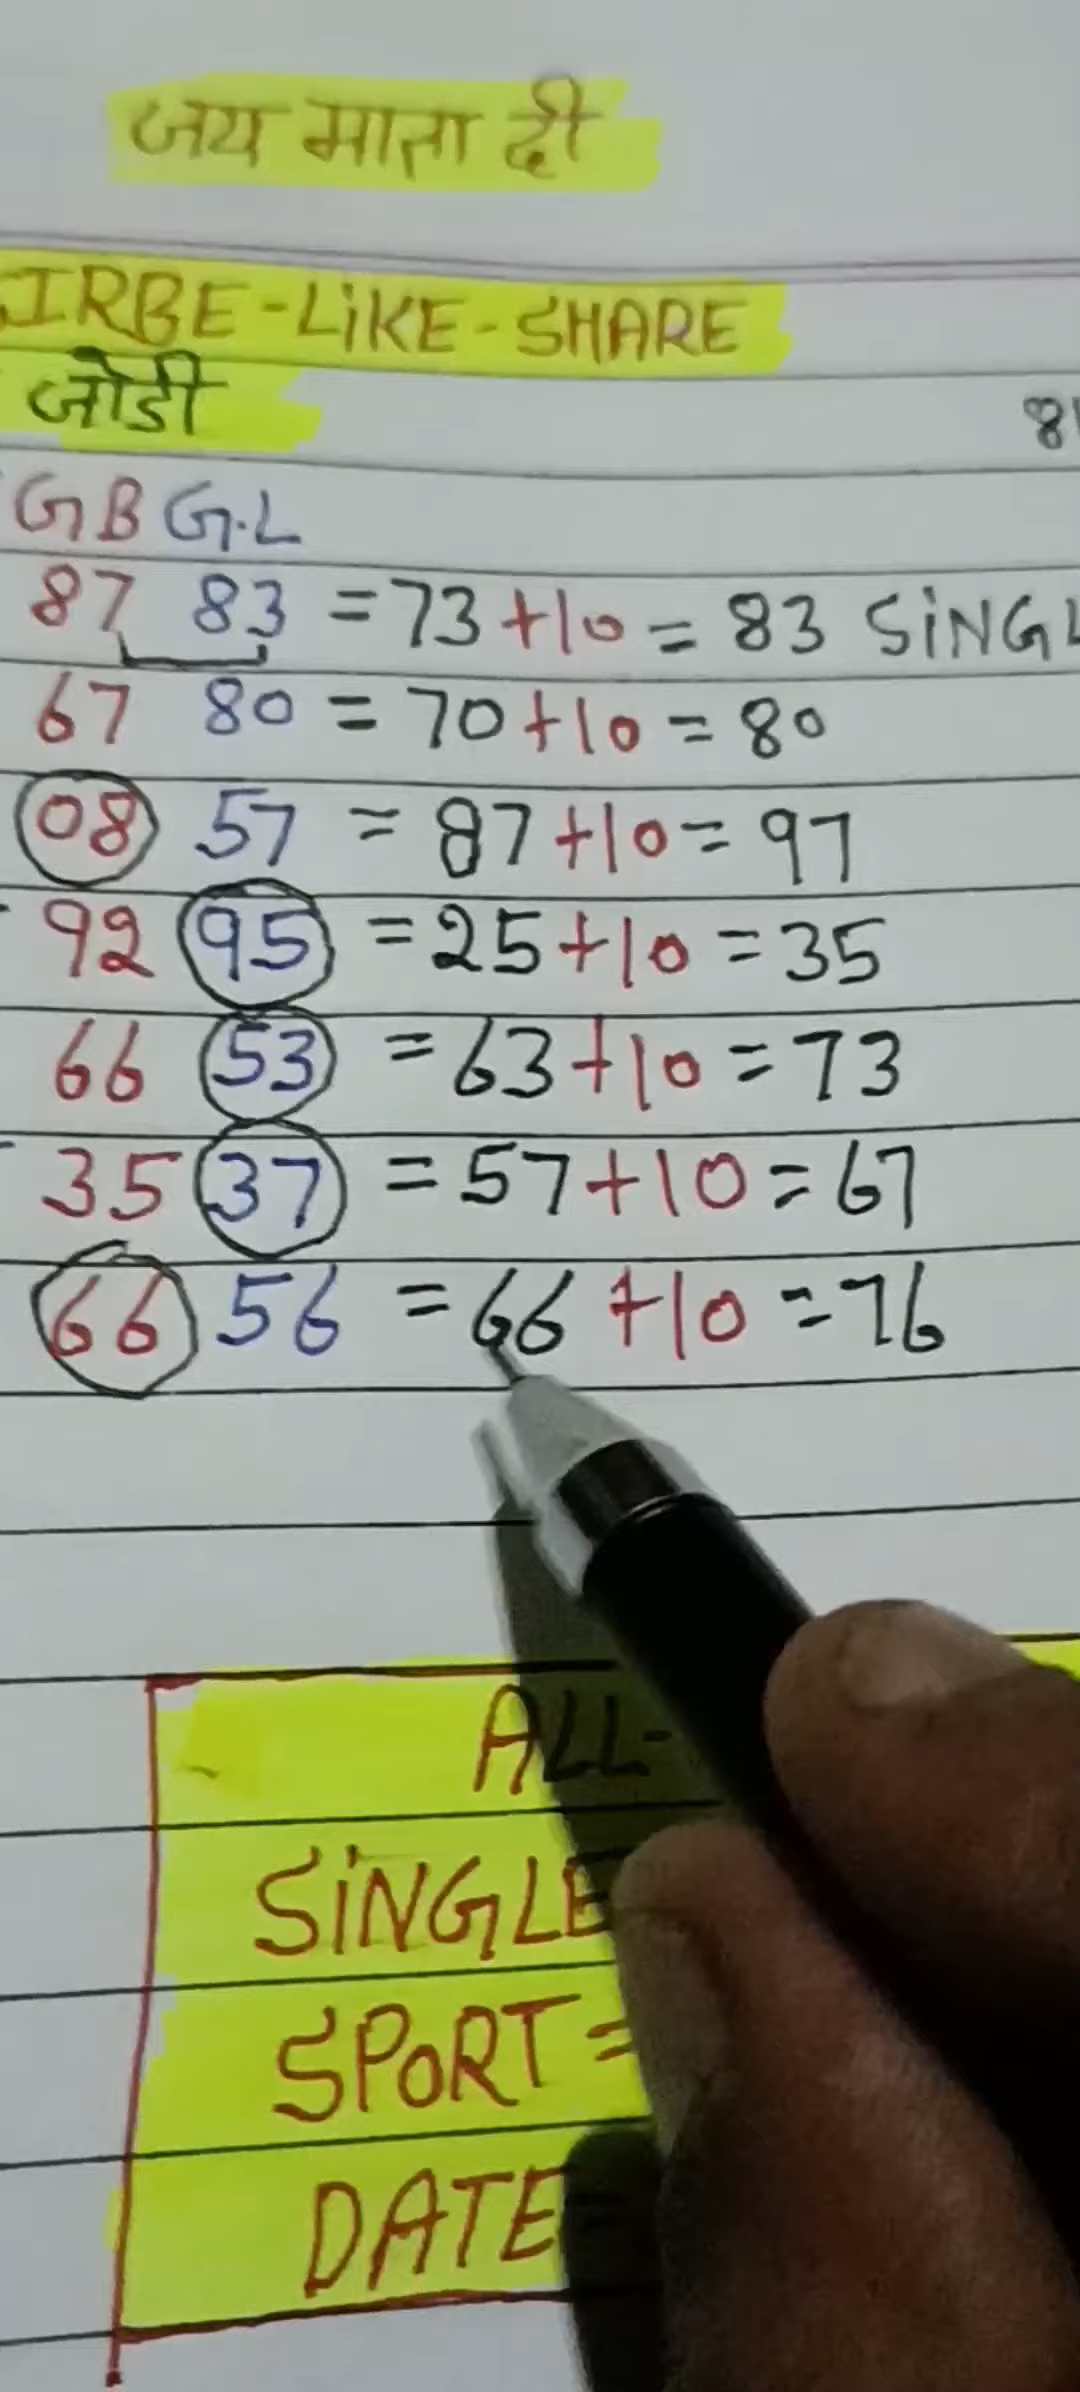 जय माता दी
IRBE-LiKE-SHARE
जोडी 8
GB G.L
87 83 = 73+10 = 83 SiNGL
67 80 = 70+10 = 80
08 57 = 87+10 = 97
92 95 = 25+10 = 35
66 53 = 63+10 = 73
35 37 = 57+10 = 67
66 56 = 66 +10 = 76
ALL-
SiNGLE
SPORT =
DATE